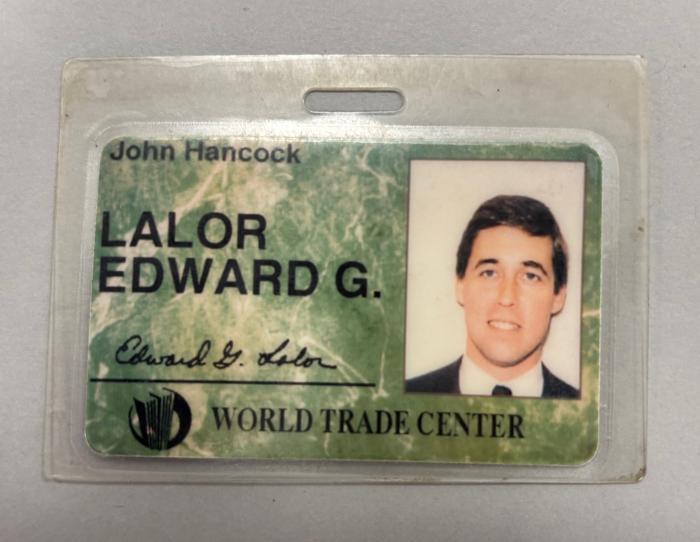 John Hancock
LALOR
EDWARD G.
Edward G. Lalor
WORLD TRADE CENTER